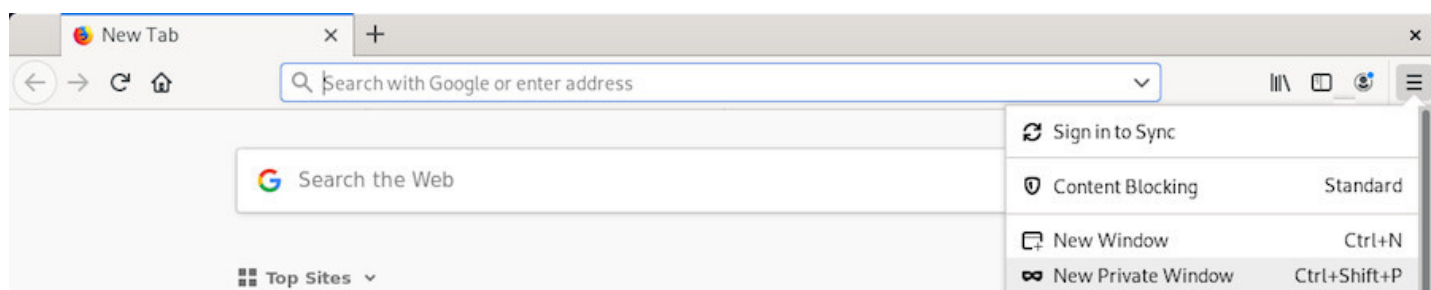 New Tab
Search with Google or enter address
Sign in to Sync
Search the Web
Content Blocking Standard
New Window Ctrl+N
Top Sites
New Private Window Ctrl+Shift+P